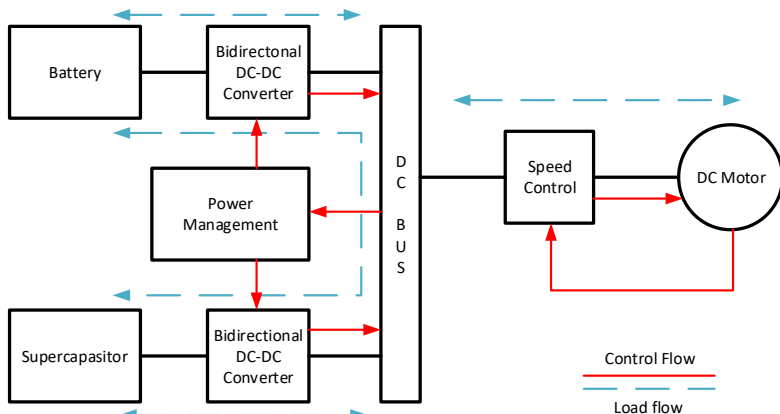 Battery
Bidirectonal
DC-DC
Converter
D
C
B
U
S
Speed
Control
DC Motor
Power
Management
Supercapasitor
Bidirectional
DC-DC
Converter
Control Flow
Load flow